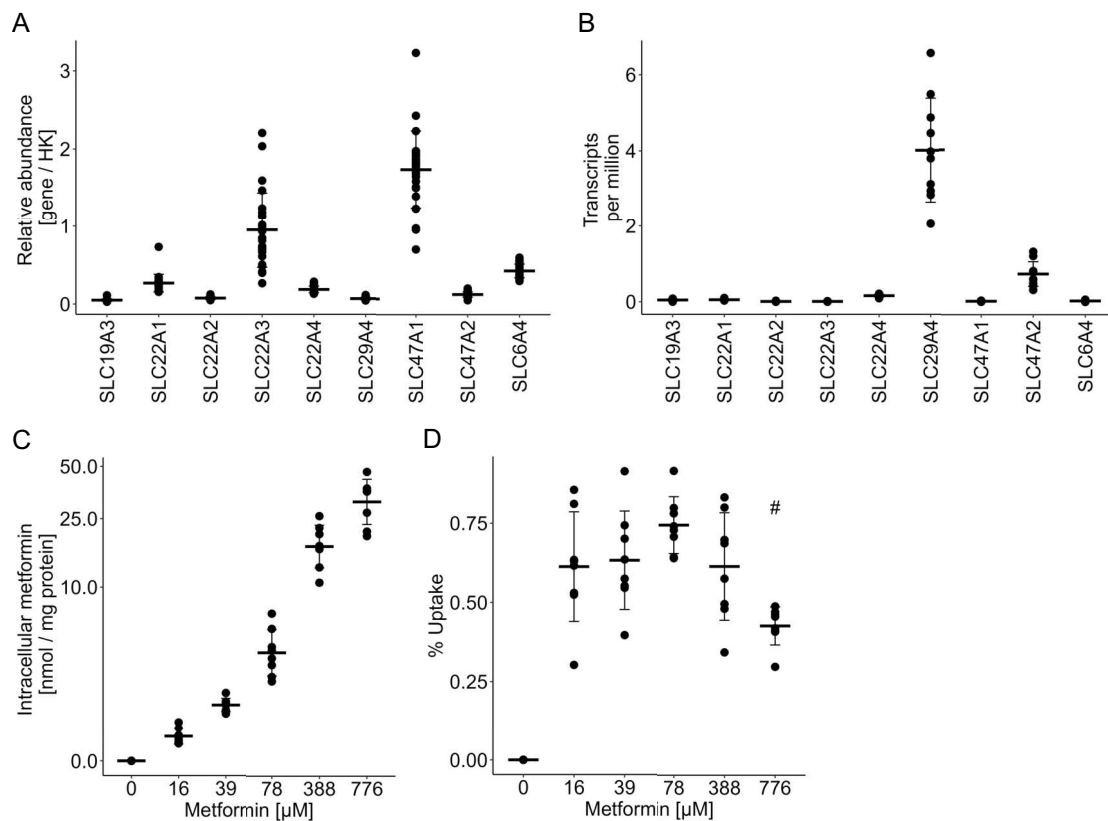 A
Relative abundance
[gene / HK]
3
2
1
0
SLC19A3
SLC22A1
SLC22A2
SLC22A3
SLC22A4
SLC29A4
SLC47A1
SLC47A2
SLC6A4
B
Transcripts
per million
6
4
2
0
SLC19A3
SLC22A1
SLC22A2
SLC22A3
SLC22A4
SLC29A4
SLC47A1
SLC47A2
SLC6A4
C
Intracellular metformin
[nmol / mg protein]
50.0
25.0
10.0
0.0
0 16 39 78 388 776
Metformin [µM]
D
% Uptake
0.75
0.50
0.25
0.00
#
0 16 39 78 388 776
Metformin [µM]